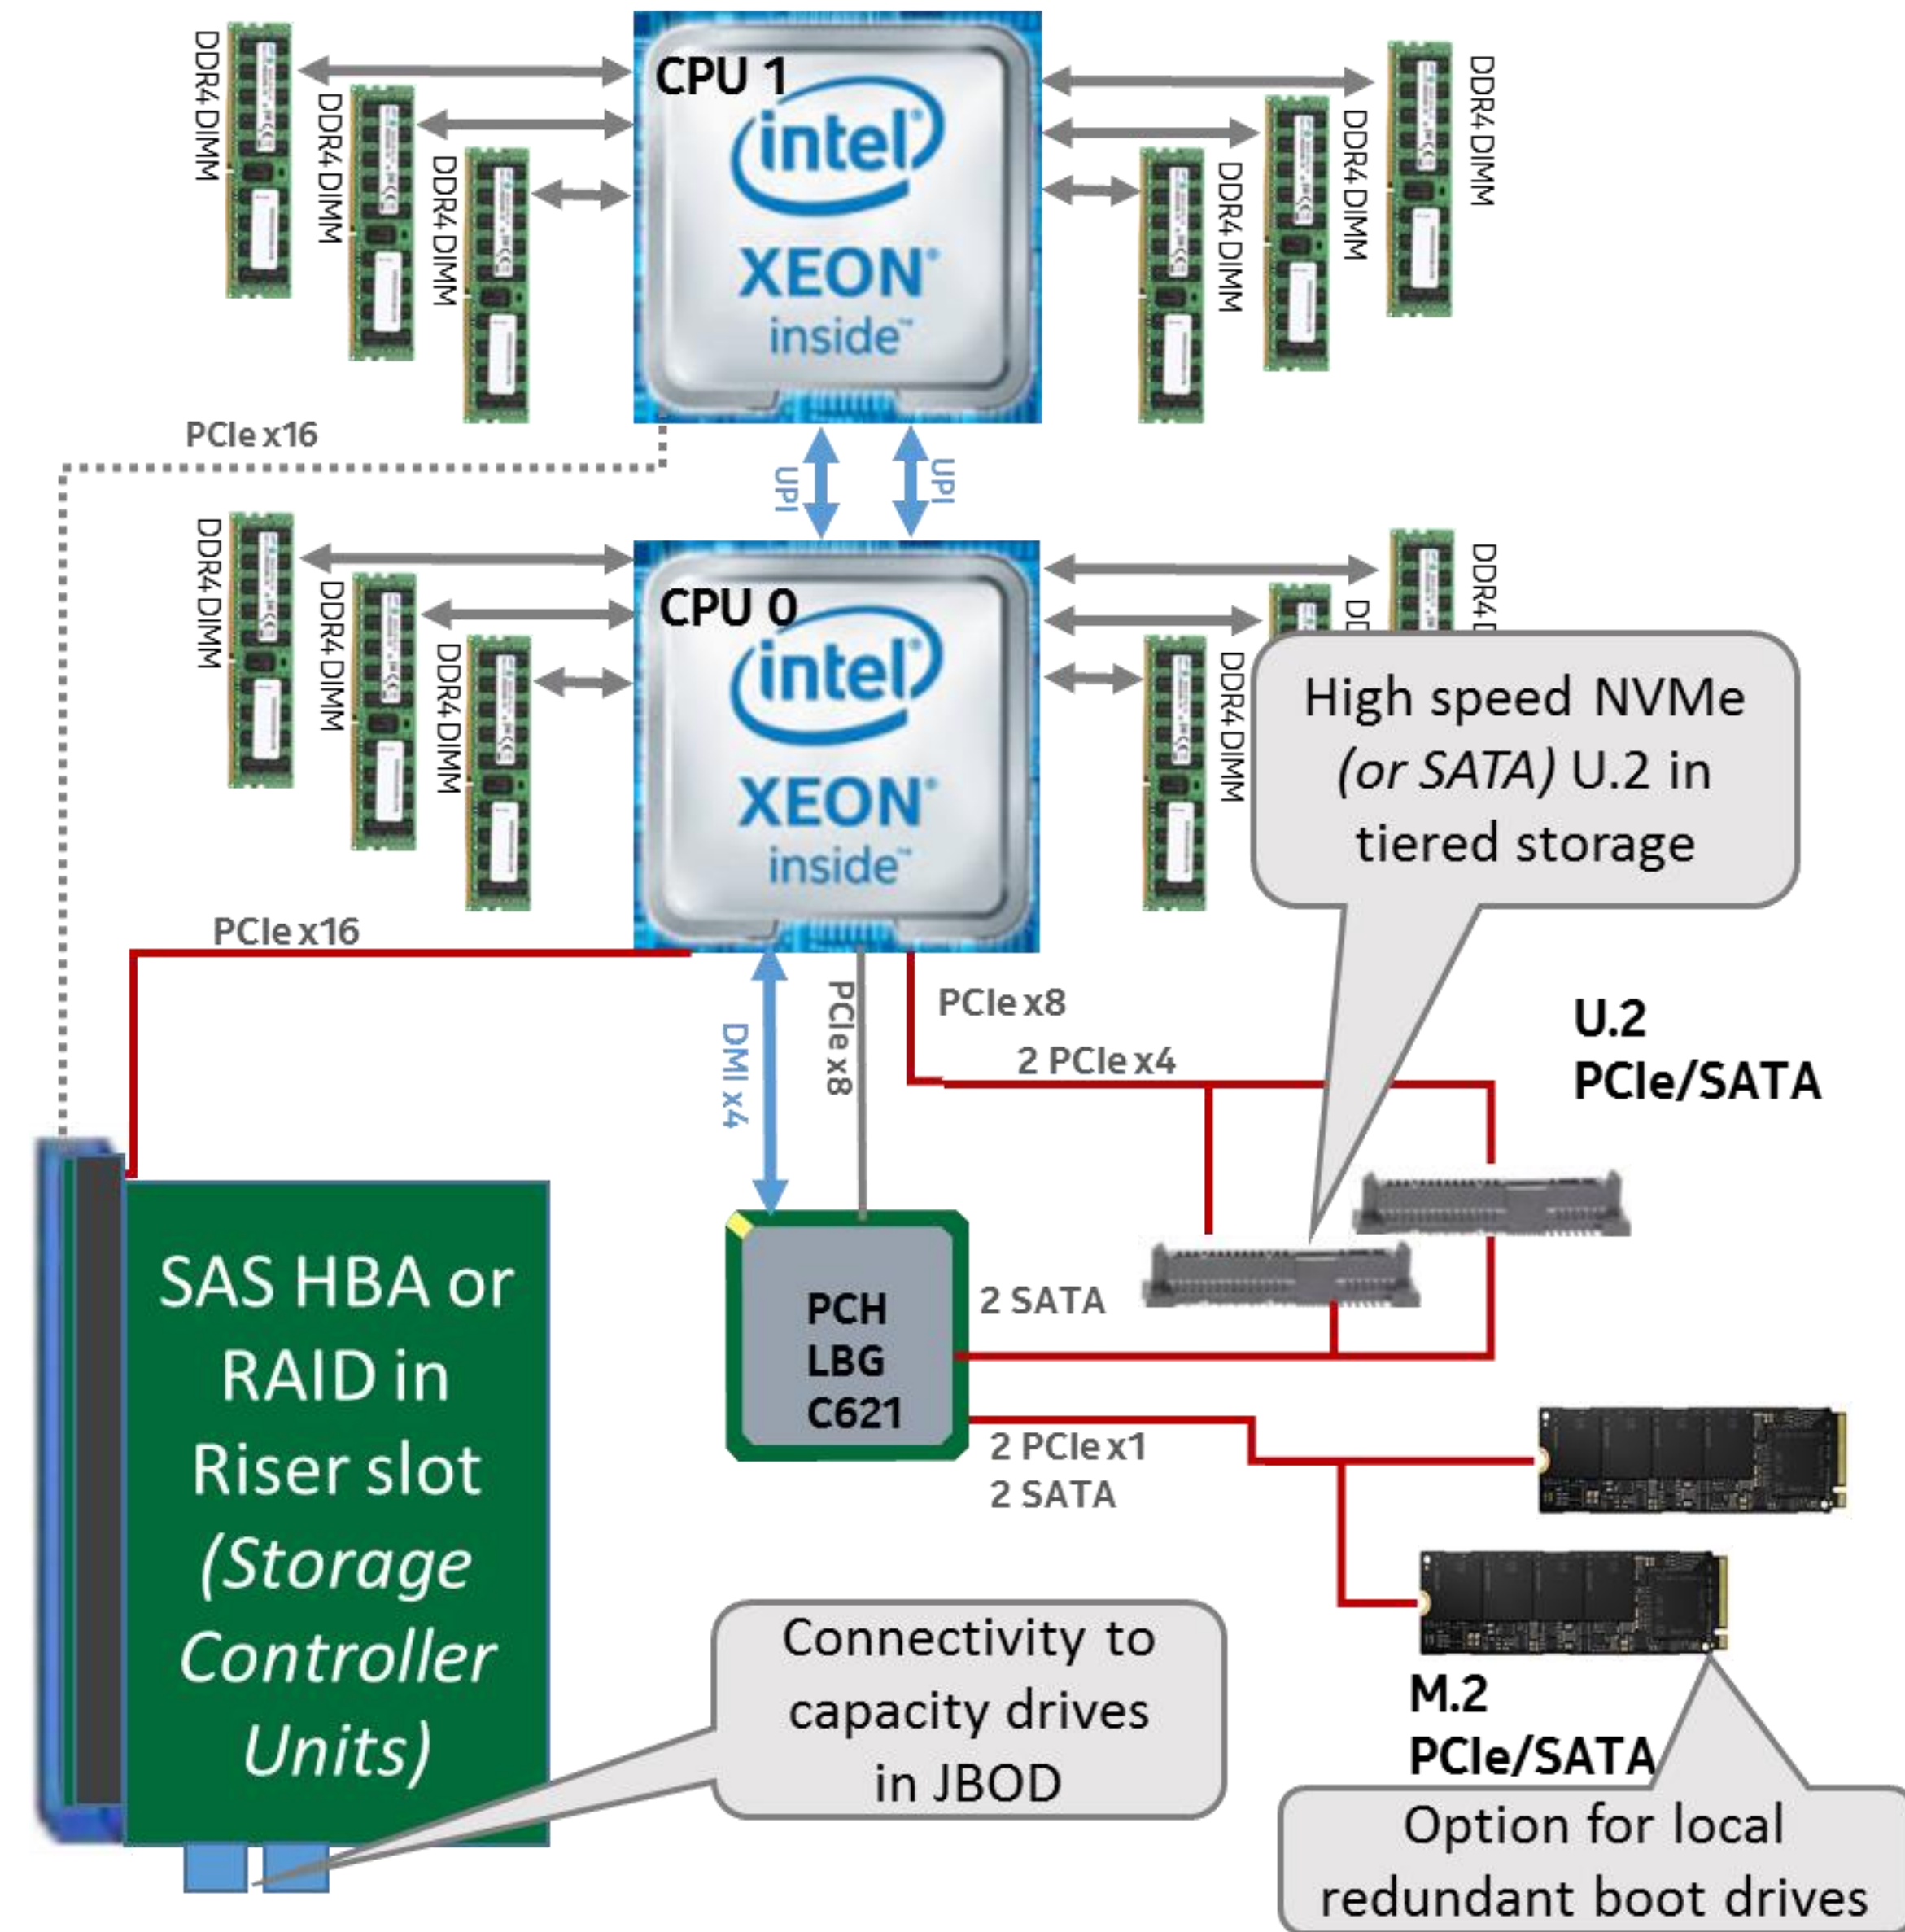 DDR4 DIMM
DDR4 DIMM
DDR4 DIMM
CPU 1
intel®
XEON®
inside™
DDR4 DIMM
DDR4 DIMM
DDR4 DIMM
PCIe x16
UPI
UPI
DDR4 DIMM
DDR4 DIMM
DDR4 DIMM
CPU 0
intel®
XEON®
inside™
DDR4 DIMM
DDR4
High speed NVMe
(or SATA) U.2 in
tiered storage
PCIe x16
DMI x4
PCIe x8
PCIe x8
2 PCIe x4
U.2
PCIe/SATA
SAS HBA or
RAID in
Riser slot
(Storage
Controller
Units)
PCH
LBG
C621
2 SATA
2 PCIe x1
2 SATA
M.2
PCIe/SATA
Connectivity to
capacity drives
in JBOD
Option for local
redundant boot drives